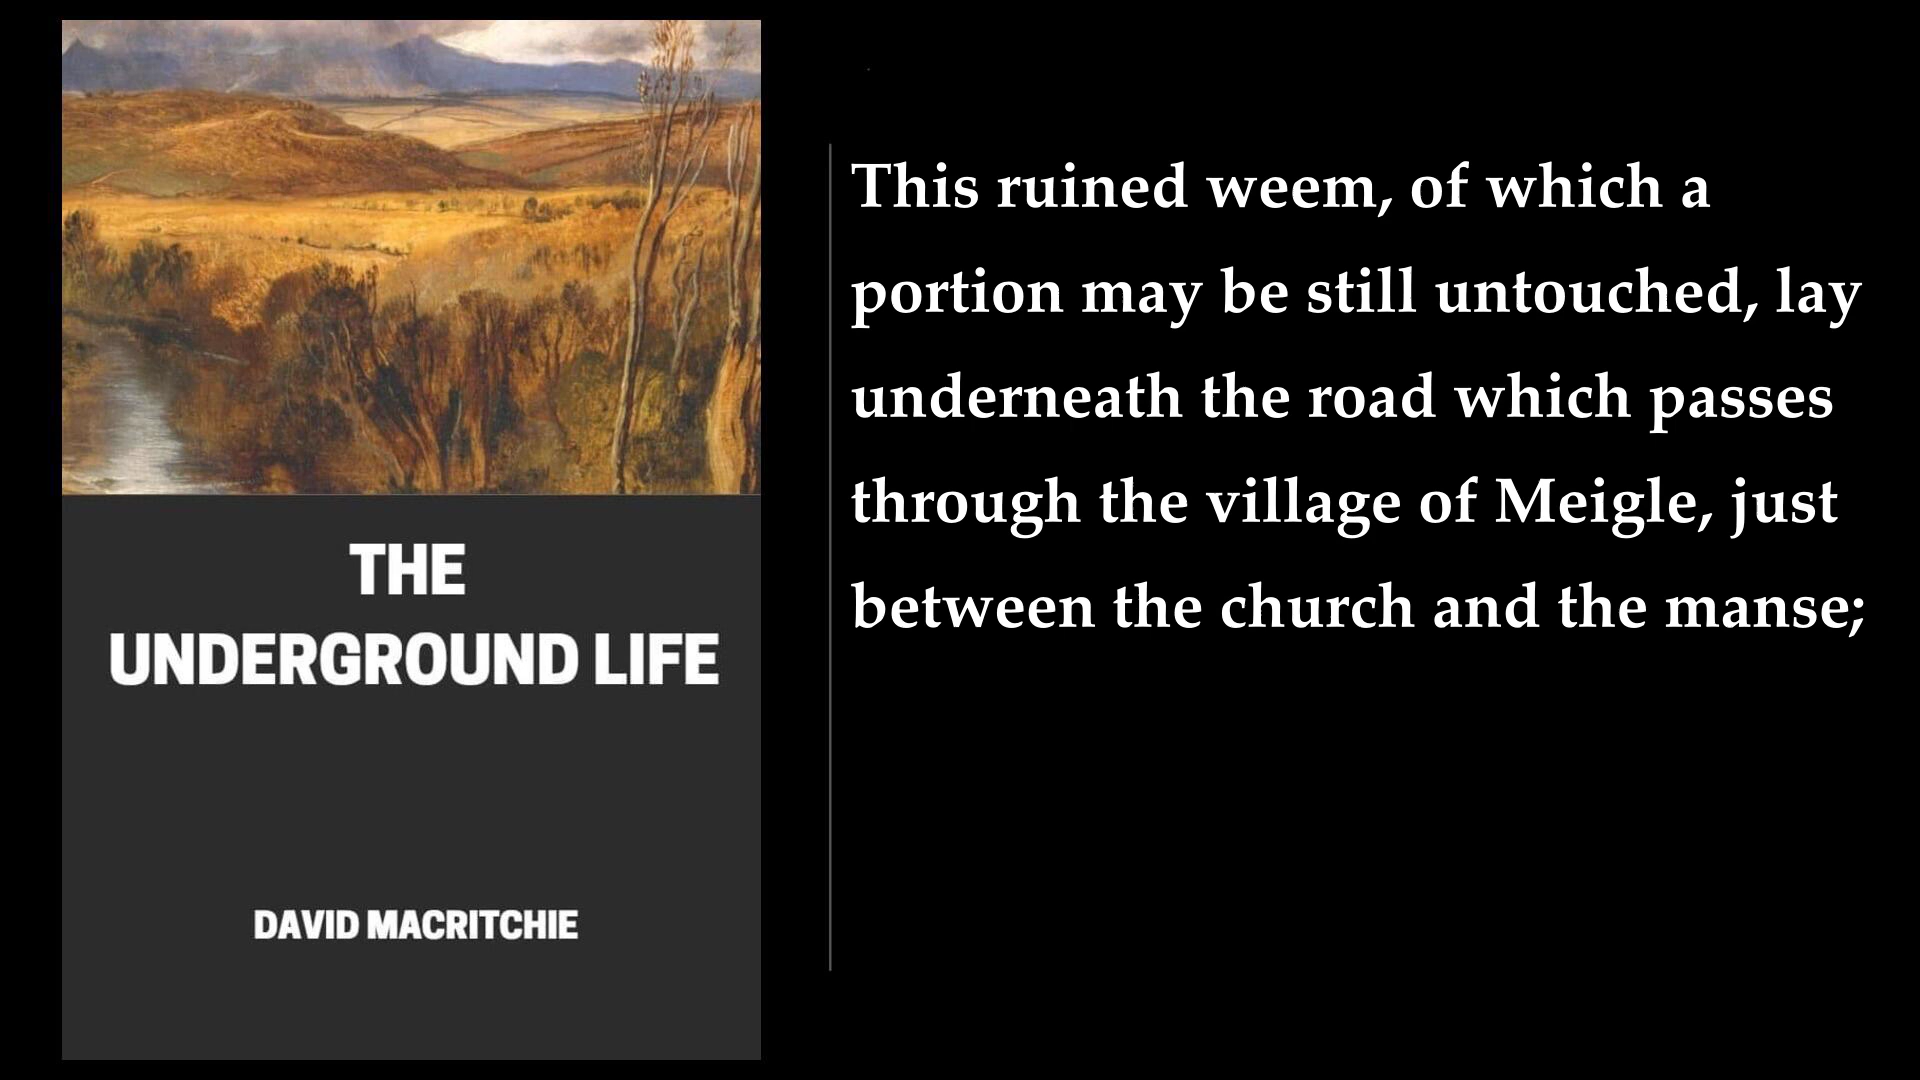 THE
UNDERGROUND LIFE
DAVID MACRITCHIE
This ruined weem, of which a
portion may be still untouched, lay
underneath the road which passes
through the village of Meigle, just
between the church and the manse;